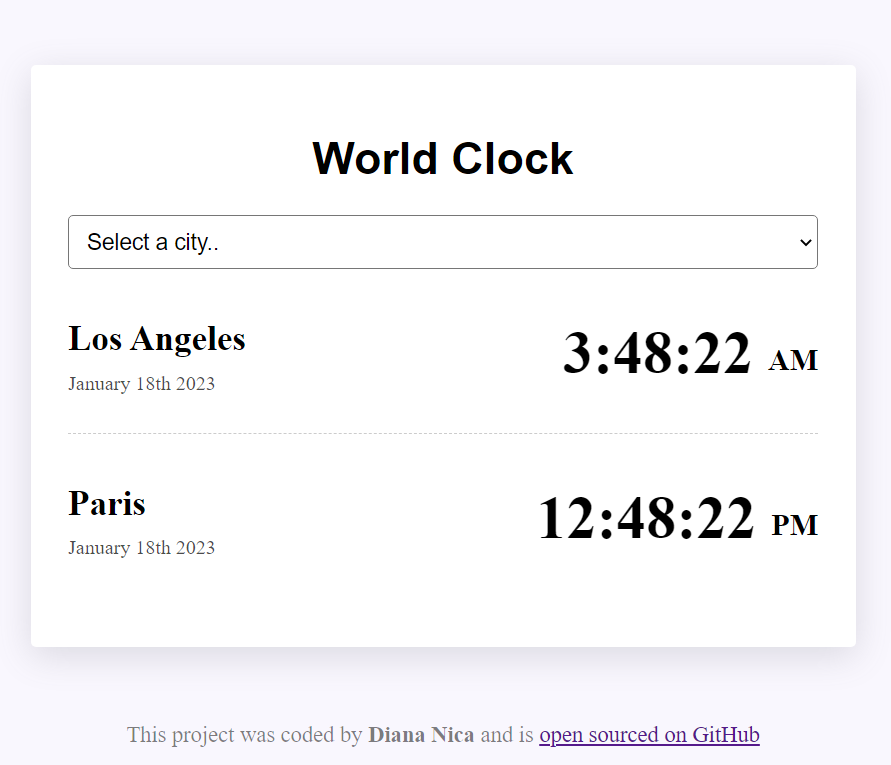 World Clock
Select a city..
Los Angeles
3:48:22 AM
January 18th 2023
Paris
12:48:22 PM
January 18th 2023
This project was coded by Diana Nica and is open sourced on GitHub